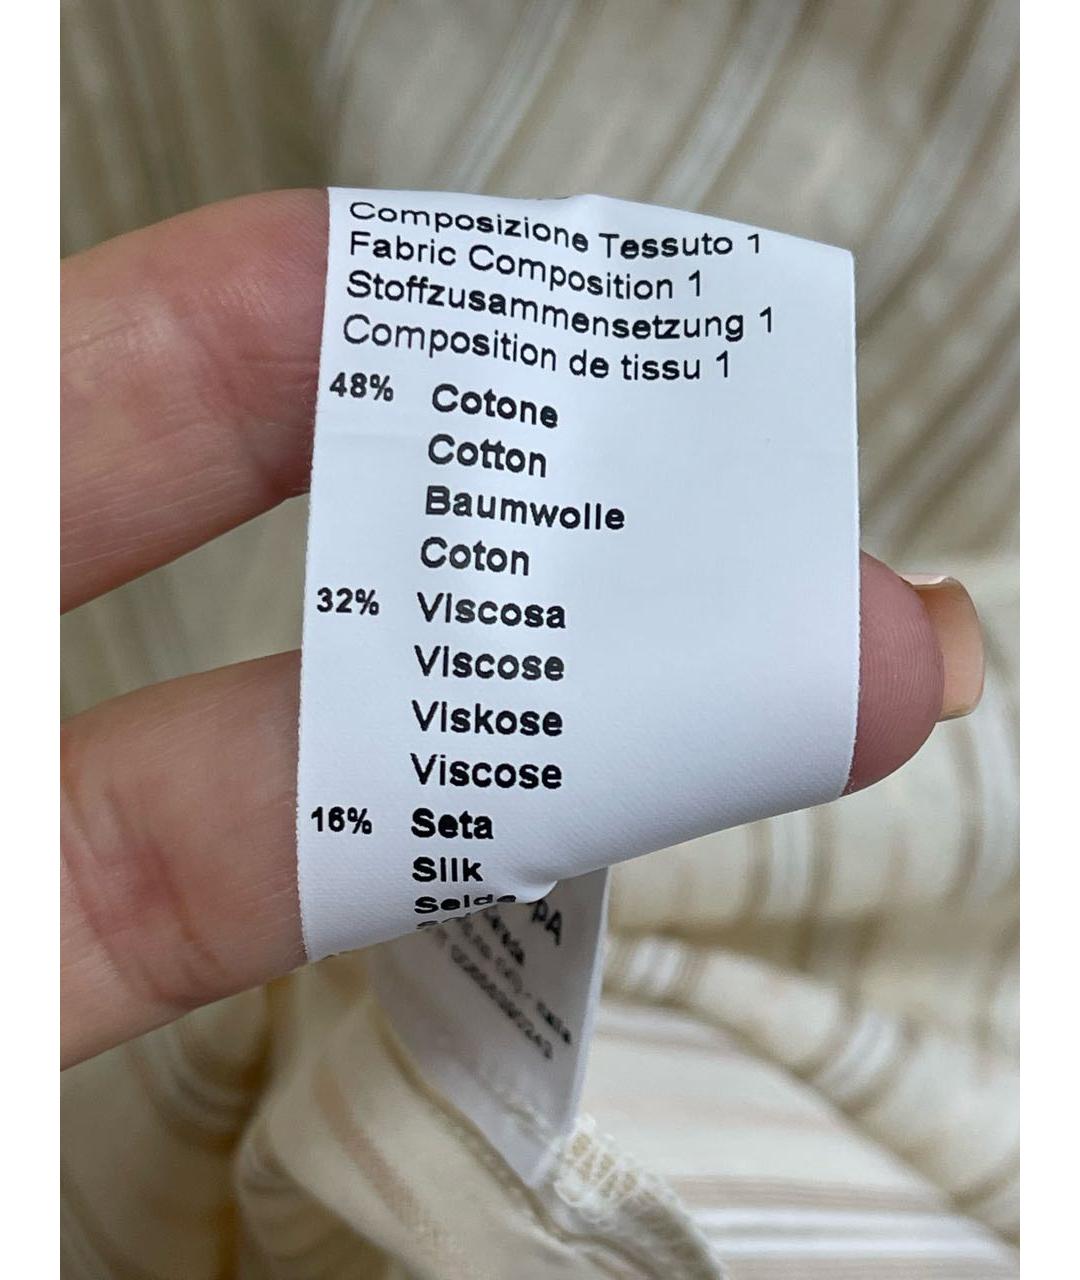 Composizione Tessuto 1
Fabric Composition 1
Stoffzusammensetzung 1
Composition de tissu 1
48% Cotone
Cotton
Baumwolle
Coton
32% Viscosa
Viscose
Viskose
Viscose
16% Seta
Silk
Seide